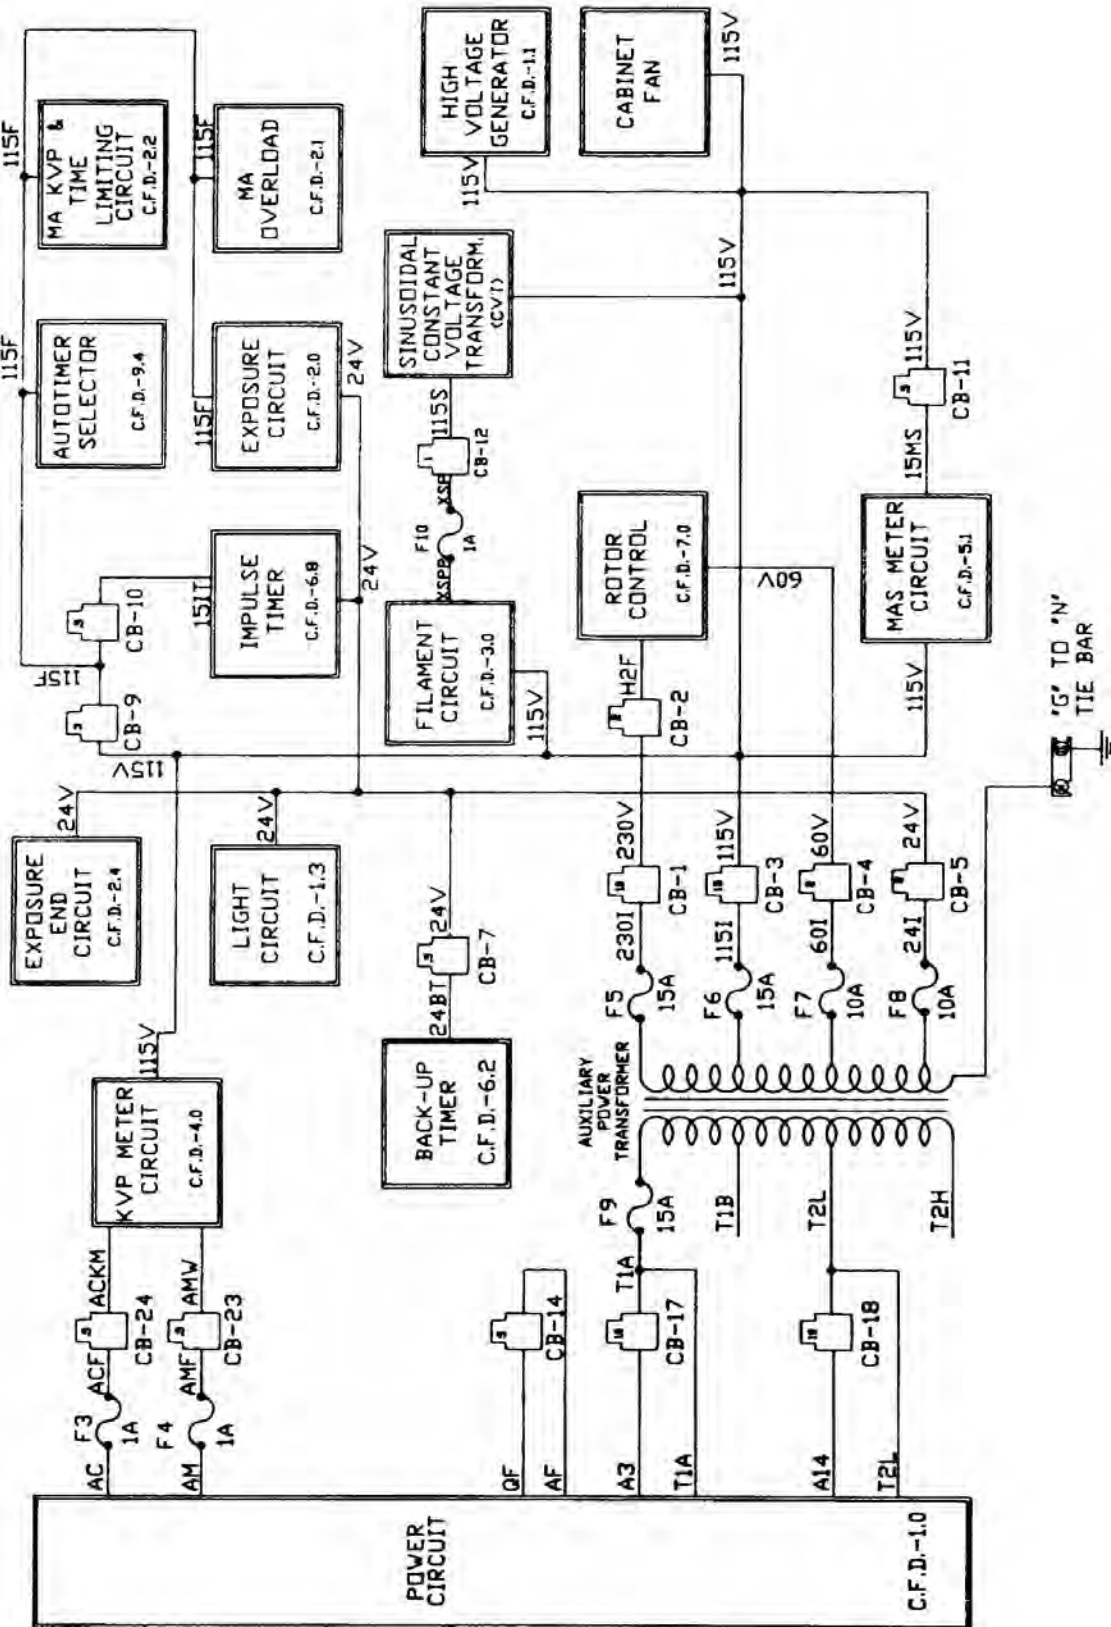 POWER
CIRCUIT
C.F.D.-1.0
AC
F3
1A
ACF
CB-24
ACKM
AM
F4
1A
AMF
CB-23
AMW
KVP METER
CIRCUIT
C.F.D.-4.0
115V
QF
AF
CB-14
A3
T1A
CB-17
T1A
F9
15A
T1B
A14
T2L
CB-18
T2L
T2H
AUXILIARY
POWER
TRANSFORMER
F5
15A
230I
CB-1
230V
F6
15A
115I
CB-3
115V
F7
10A
60I
CB-4
60V
F8
10A
24I
CB-5
24V
"G" TO "N"
TIE BAR
EXPOSURE
END
CIRCUIT
C.F.D.-2.4
24V
LIGHT
CIRCUIT
C.F.D.-1.3
24V
BACK-UP
TIMER
C.F.D.-6.2
24BT
CB-7
24V
115V
CB-9
115F
CB-10
151TI
IMPULSE
TIMER
C.F.D.-6.8
24V
AUTOTIMER
SELECTOR
C.F.D.-9.4
115F
MA KVP &
TIME
LIMITING
CIRCUIT
C.F.D.-2.2
115F
EXPOSURE
CIRCUIT
C.F.D.-2.0
115F
24V
MA
OVERLOAD
C.F.D.-2.1
115F
FILAMENT
CIRCUIT
C.F.D.-3.0
115V
XSPB
F10
1A
XSP
CB-12
115S
SINUSOIDAL
CONSTANT
VOLTAGE
TRANSFORM.
(CVT)
115V
HIGH
VOLTAGE
GENERATOR
C.F.D.-1.1
115V
CABINET
FAN
115V
CB-2
H2F
ROTOR
CONTROL
C.F.D.-7.0
60V
115V
MAS METER
CIRCUIT
C.F.D.-5.1
15MS
CB-11
115V